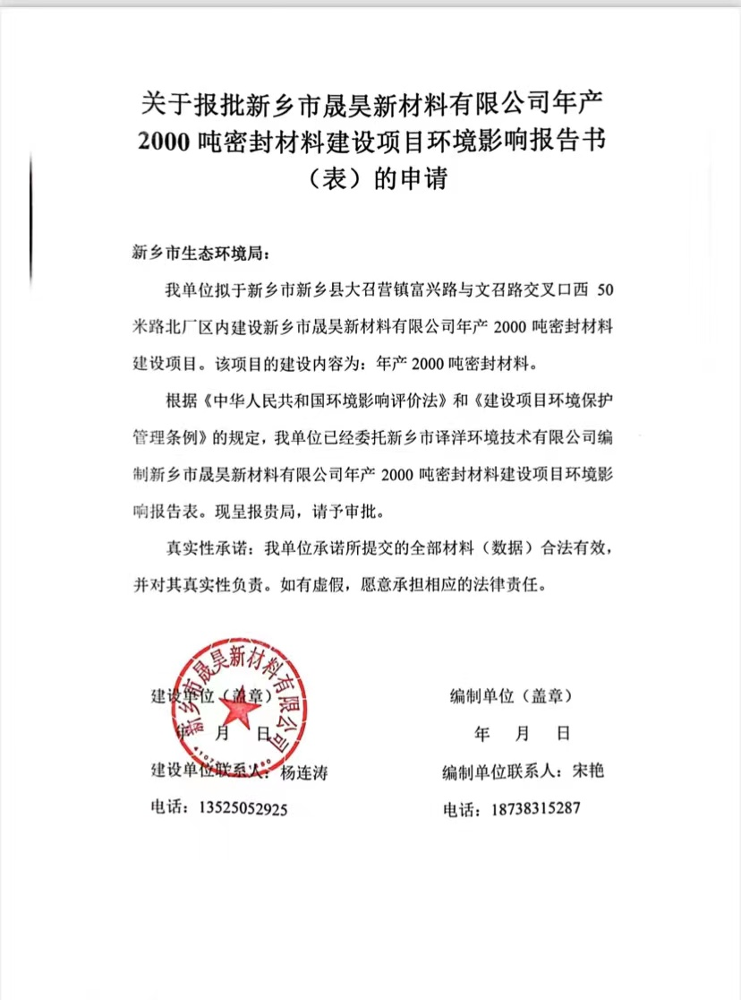 关于报批新乡市晟昊新材料有限公司年产
2000 吨密封材料建设项目环境影响报告书
（表）的申请
新乡市生态环境局：
我单位拟于新乡市新乡县大召营镇富兴路与文召路交叉口西 50
米路北厂区内建设新乡市晟昊新材料有限公司年产 2000 吨密封材料
建设项目。该项目的建设内容为：年产 2000 吨密封材料。
根据《中华人民共和国环境影响评价法》和《建设项目环境保护
管理条例》的规定，我单位已经委托新乡市译洋环境技术有限公司编
制新乡市晟昊新材料有限公司年产 2000 吨密封材料建设项目环境影
响报告表。现呈报贵局，请予审批。
真实性承诺：我单位承诺所提交的全部材料（数据）合法有效，
并对其真实性负责。如有虚假，愿意承担相应的法律责任。
新乡市晟昊新材料有限公司
建设单位（盖章） 编制单位（盖章）
年 月 日 年 月 日
建设单位联系人：杨连涛 编制单位联系人：宋艳
电话：13525052925 电话：18738315287